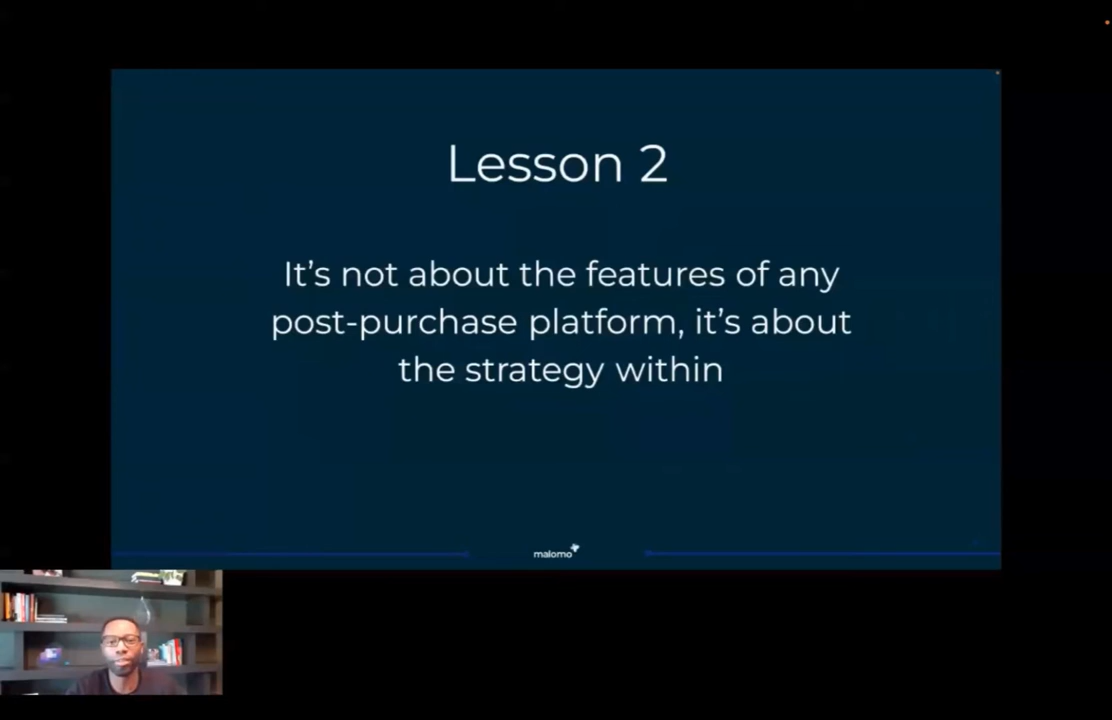 Lesson 2
It’s not about the features of any
post-purchase platform, it’s about
the strategy within
malomo